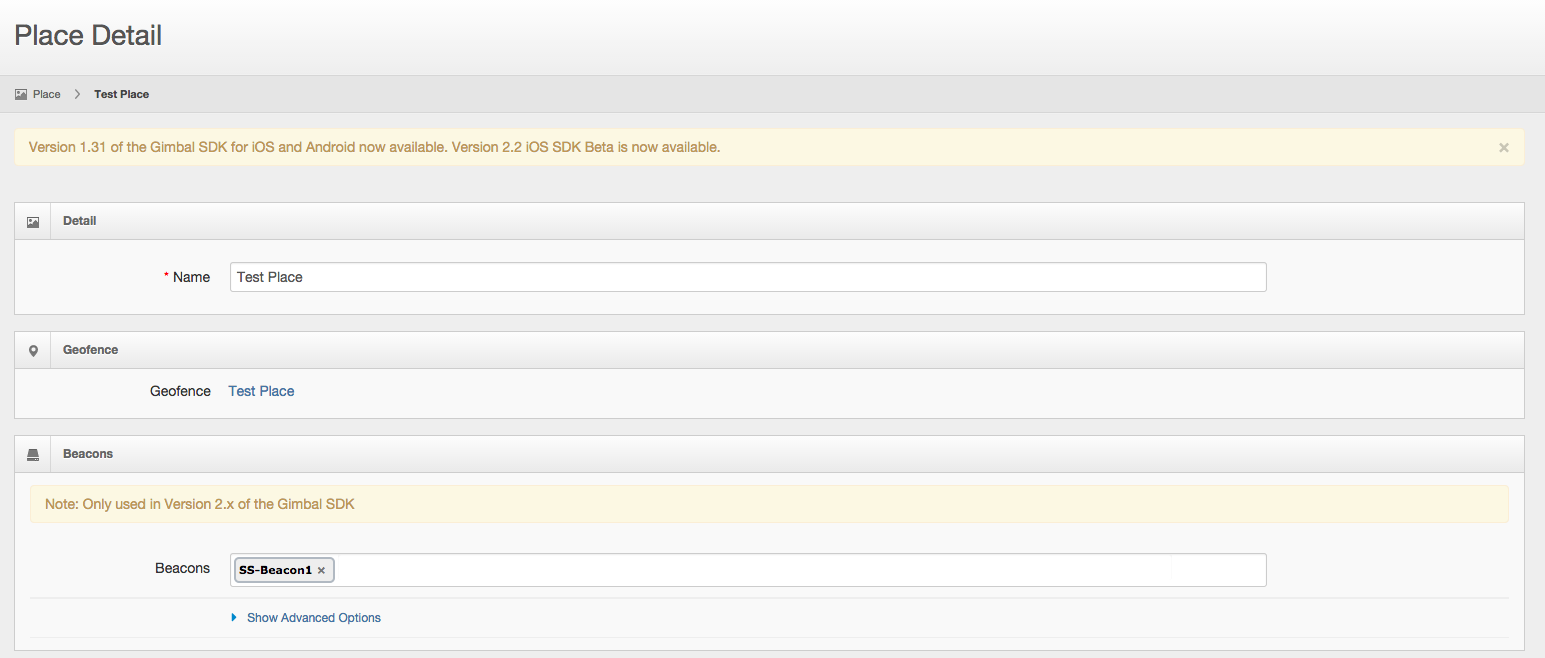 Place Detail
Place > Test Place
Version 1.31 of the Gimbal SDK for iOS and Android now available. Version 2.2 iOS SDK Beta is now available. ×
Detail
* Name Test Place
Geofence
Geofence Test Place
Beacons
Note: Only used in Version 2.x of the Gimbal SDK
Beacons SS-Beacon1 ×
Show Advanced Options